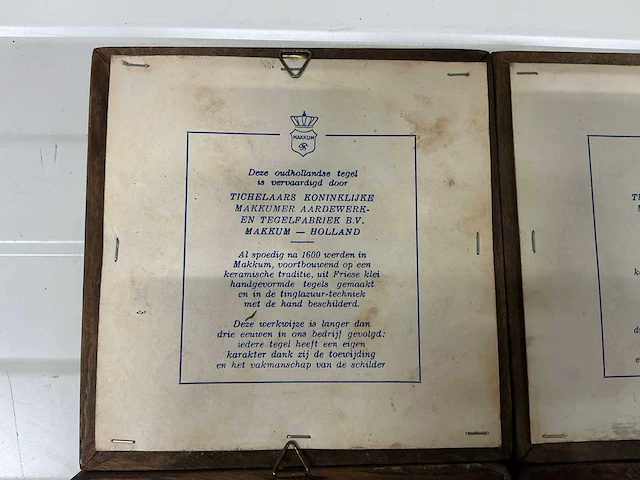 MAKKUM
Deze oudhollandse tegel
is vervaardigd door
TICHELAARS KONINKLIJKE
MAKKUMER AARDEWERK-
EN TEGELFABRIEK B.V.
MAKKUM — HOLLAND
Al spoedig na 1600 werden in
Makkum, voortbouwend op een
keramische traditie, uit Friese klei
handgevormde tegels gemaakt
en in de tinglazuur-techniek
met de hand beschilderd.
Deze werkwijze is langer dan
drie eeuwen in ons bedrijf gevolgd:
iedere tegel heeft een eigen
karakter dank zij de toewijding
en het vakmanschap van de schilder